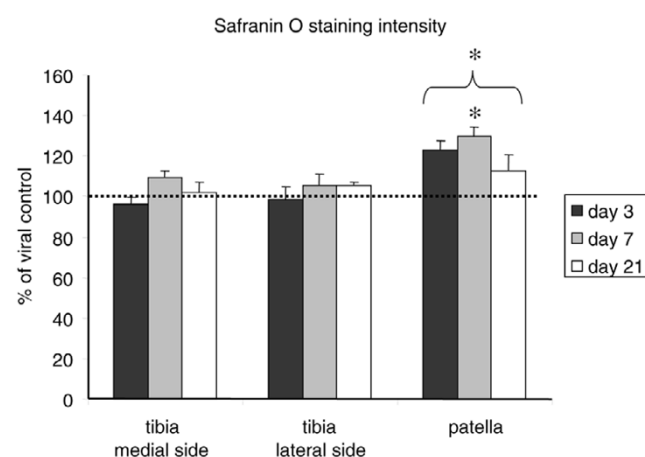 Safranin O staining intensity
*
*
% of viral control
160
140
120
100
80
60
40
20
0
tibia
medial side
tibia
lateral side
patella
day 3
day 7
day 21